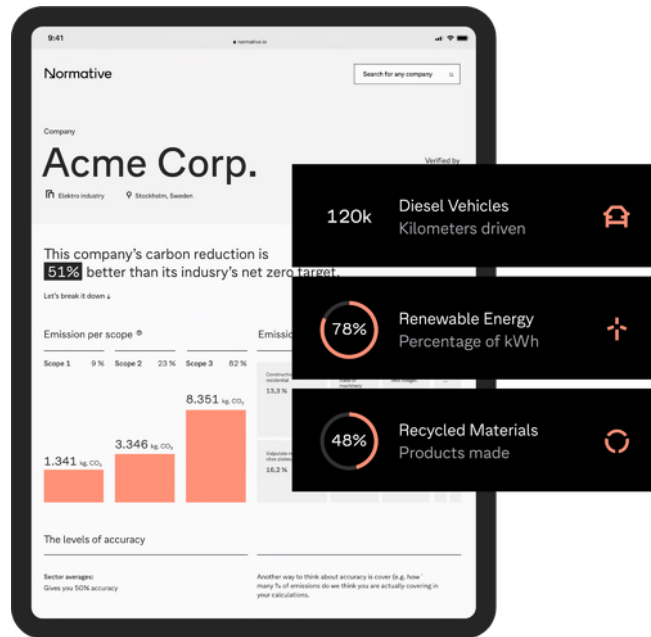 9:41
normative.io
Normative
Search for any company
Company
Acme Corp.
Verified by
Elektro industry
Stockholm, Sweden
120k
Diesel Vehicles
Kilometers driven
This company's carbon reduction is
51% better than its indusry's net zero target.
Let's break it down ↓
78%
Renewable Energy
Percentage of kWh
Emission per scope
Scope 1 9 % Scope 2 23 % Scope 3 62 %
residential
machinery
13,3 %
8.351 kg. CO₂
3.346 kg. CO₂
1.341 kg. CO₂
16,2 %
48%
Recycled Materials
Products made
The levels of accuracy
Sector averages:
Gives you 50% accuracy
Another way to think about accuracy is cover (e.g. how
many % of emissions do we think you are actually covering in
your calculations.